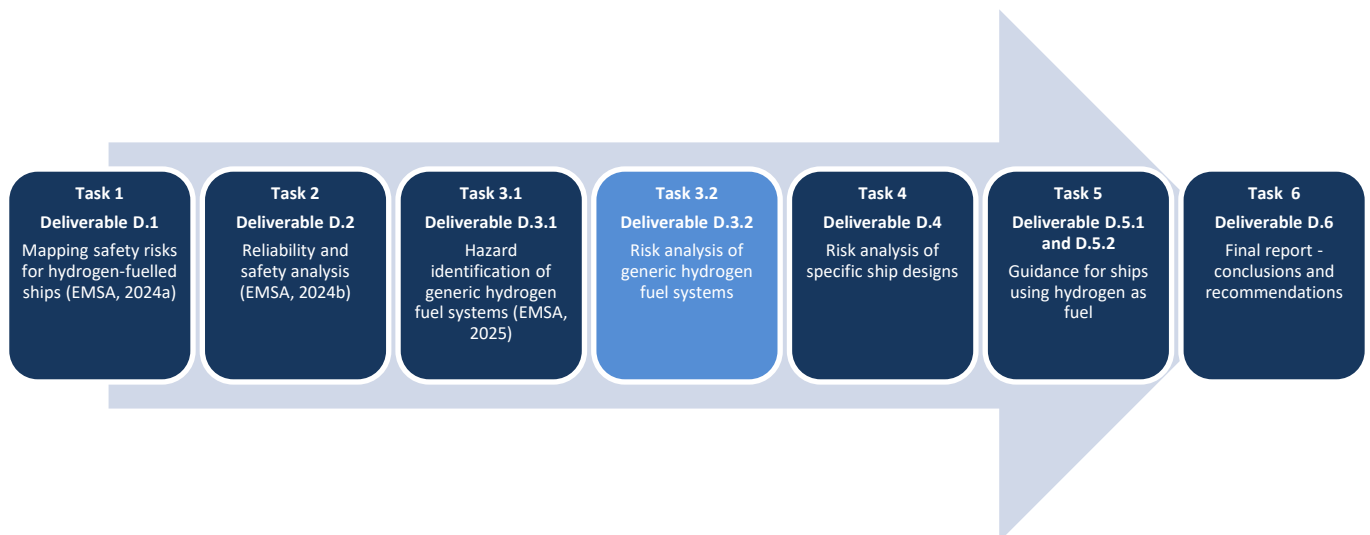 Task 1
Deliverable D.1
Mapping safety risks
for hydrogen-fuelled
ships (EMSA, 2024a)
Task 2
Deliverable D.2
Reliability and
safety analysis
(EMSA, 2024b)
Task 3.1
Deliverable D.3.1
Hazard
identification of
generic hydrogen
fuel systems (EMSA,
2025)
Task 3.2
Deliverable D.3.2
Risk analysis of
generic hydrogen
fuel systems
Task 4
Deliverable D.4
Risk analysis of
specific ship designs
Task 5
Deliverable D.5.1
and D.5.2
Guidance for ships
using hydrogen as
fuel
Task 6
Deliverable D.6
Final report -
conclusions and
recommendations